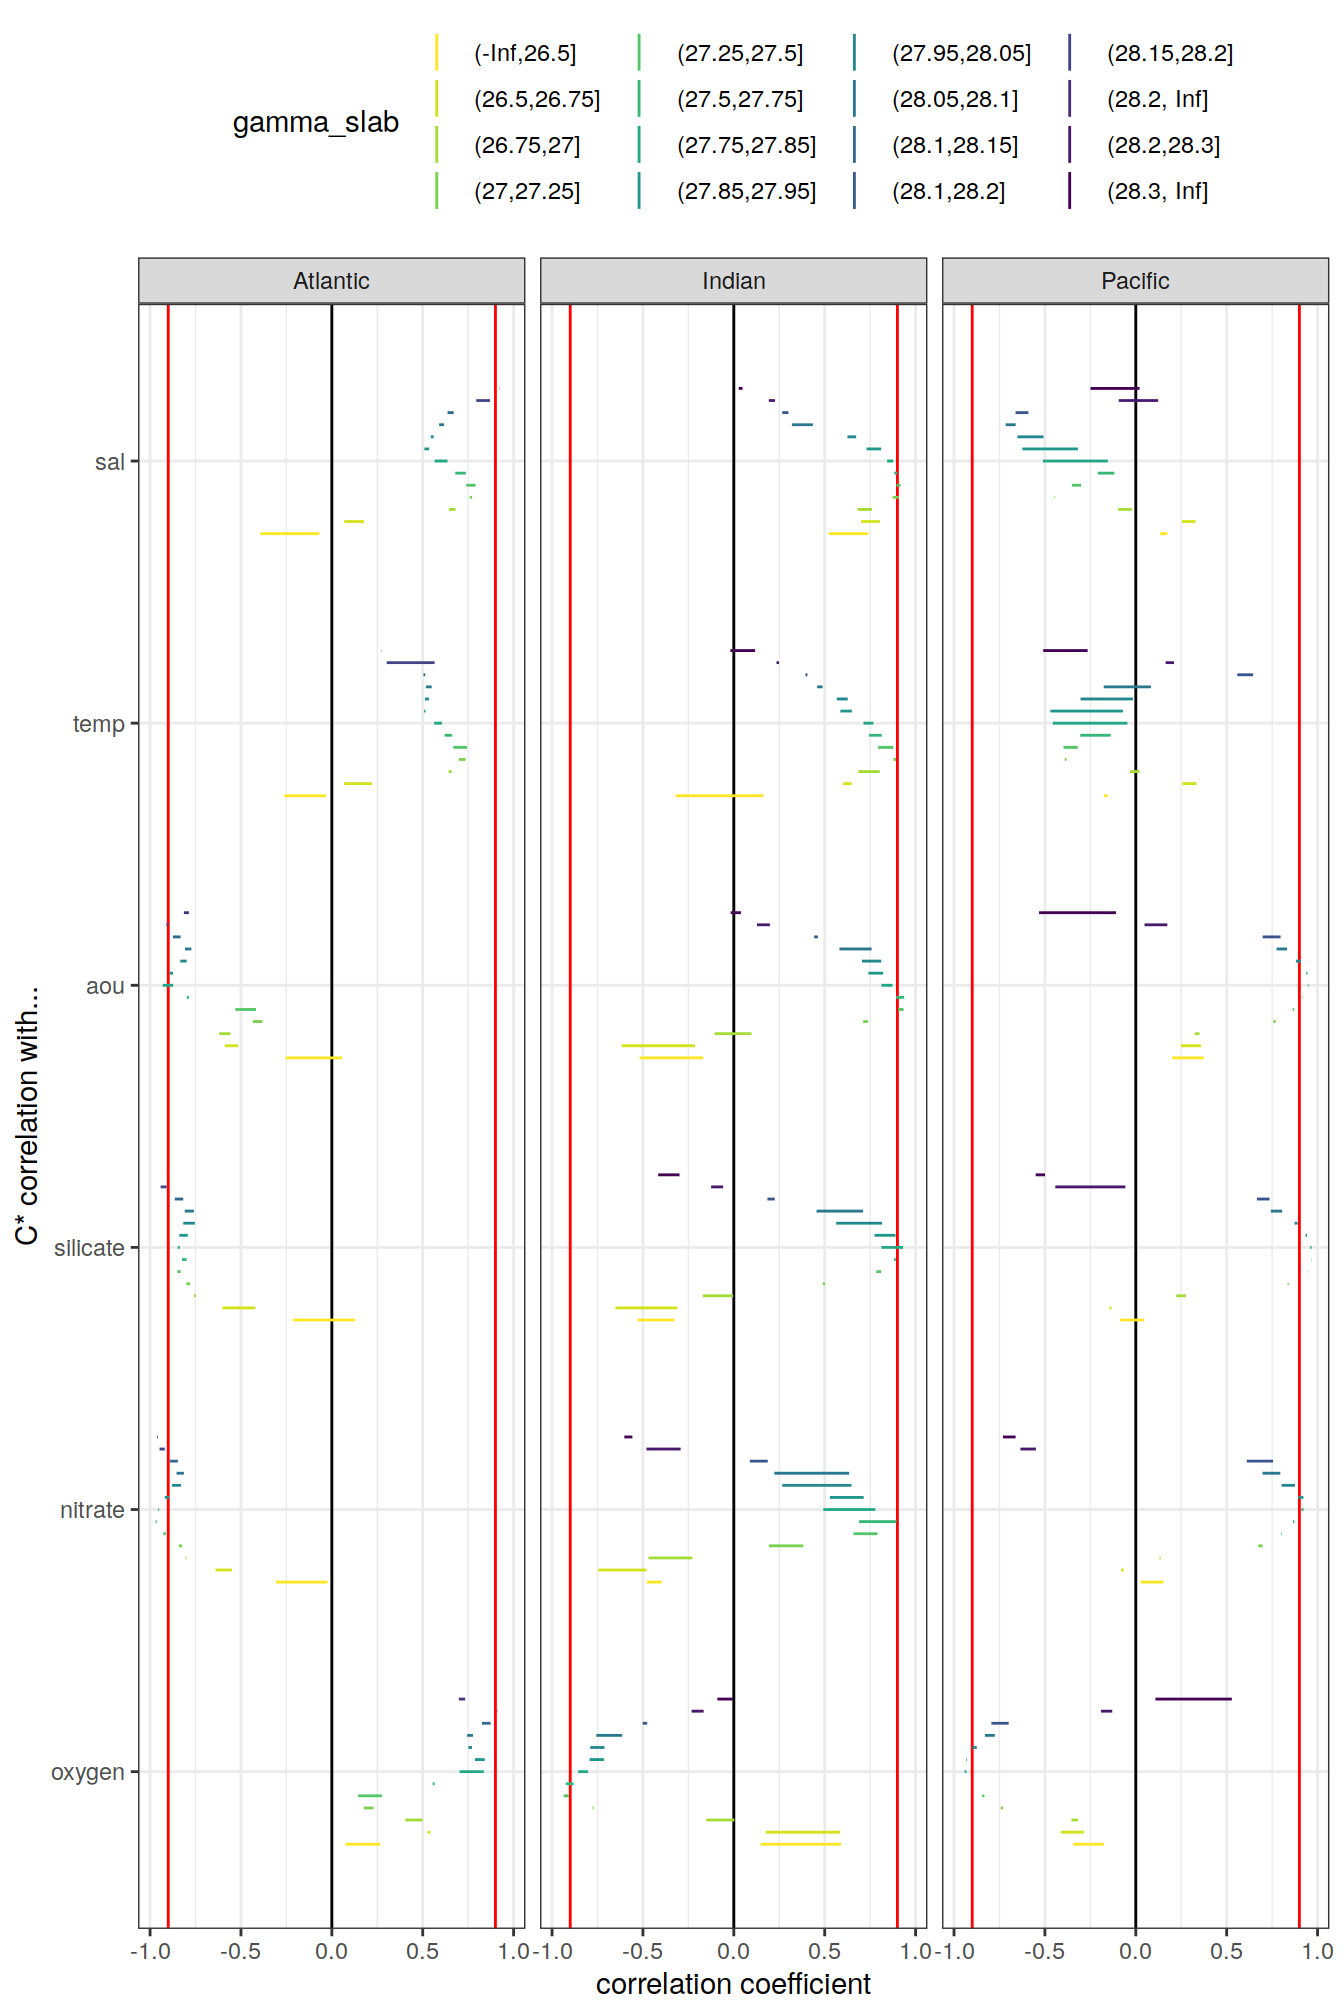 gamma_slab
(-Inf,26.5] (27.25,27.5] (27.95,28.05] (28.15,28.2]
(26.5,26.75] (27.5,27.75] (28.05,28.1] (28.2, Inf]
(26.75,27] (27.75,27.85] (28.1,28.15] (28.2,28.3]
(27,27.25] (27.85,27.95] (28.1,28.2] (28.3, Inf]
Atlantic Indian Pacific
C* correlation with...
sal
temp
aou
silicate
nitrate
oxygen
-1.0 -0.5 0.0 0.5 1.0 -1.0 -0.5 0.0 0.5 1.0 -1.0 -0.5 0.0 0.5 1.0
correlation coefficient